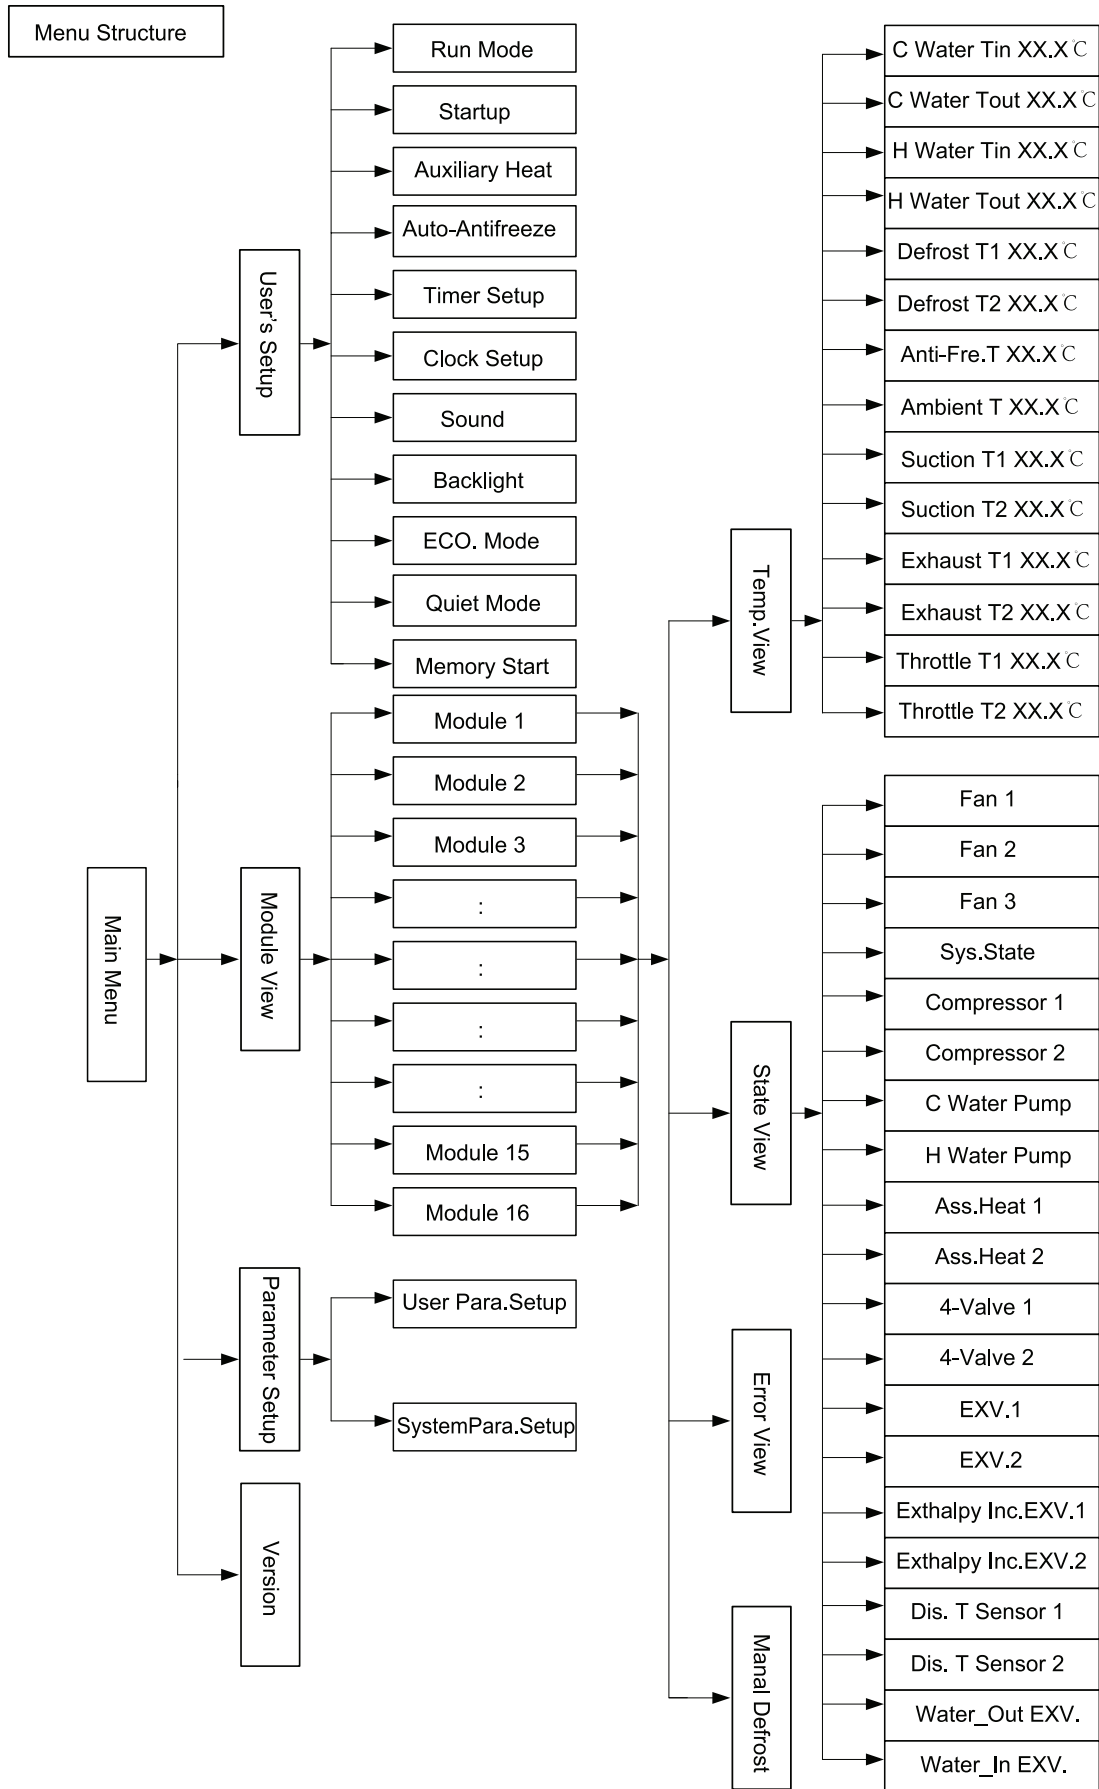 Menu Structure
Main Menu
User's Setup
Module View
Parameter Setup
Version
Run Mode
Startup
Auxiliary Heat
Auto-Antifreeze
Timer Setup
Clock Setup
Sound
Backlight
ECO. Mode
Quiet Mode
Memory Start
Module 1
Module 2
Module 3
:
:
:
:
Module 15
Module 16
User Para.Setup
SystemPara.Setup
Temp.View
State View
Error View
Manal Defrost
C Water Tin XX.X℃
C Water Tout XX.X℃
H Water Tin XX.X℃
H Water Tout XX.X℃
Defrost T1 XX.X℃
Defrost T2 XX.X℃
Anti-Fre.T XX.X℃
Ambient T XX.X℃
Suction T1 XX.X℃
Suction T2 XX.X℃
Exhaust T1 XX.X℃
Exhaust T2 XX.X℃
Throttle T1 XX.X℃
Throttle T2 XX.X℃
Fan 1
Fan 2
Fan 3
Sys.State
Compressor 1
Compressor 2
C Water Pump
H Water Pump
Ass.Heat 1
Ass.Heat 2
4-Valve 1
4-Valve 2
EXV.1
EXV.2
Exthalpy Inc.EXV.1
Exthalpy Inc.EXV.2
Dis. T Sensor 1
Dis. T Sensor 2
Water_Out EXV.
Water_In EXV.